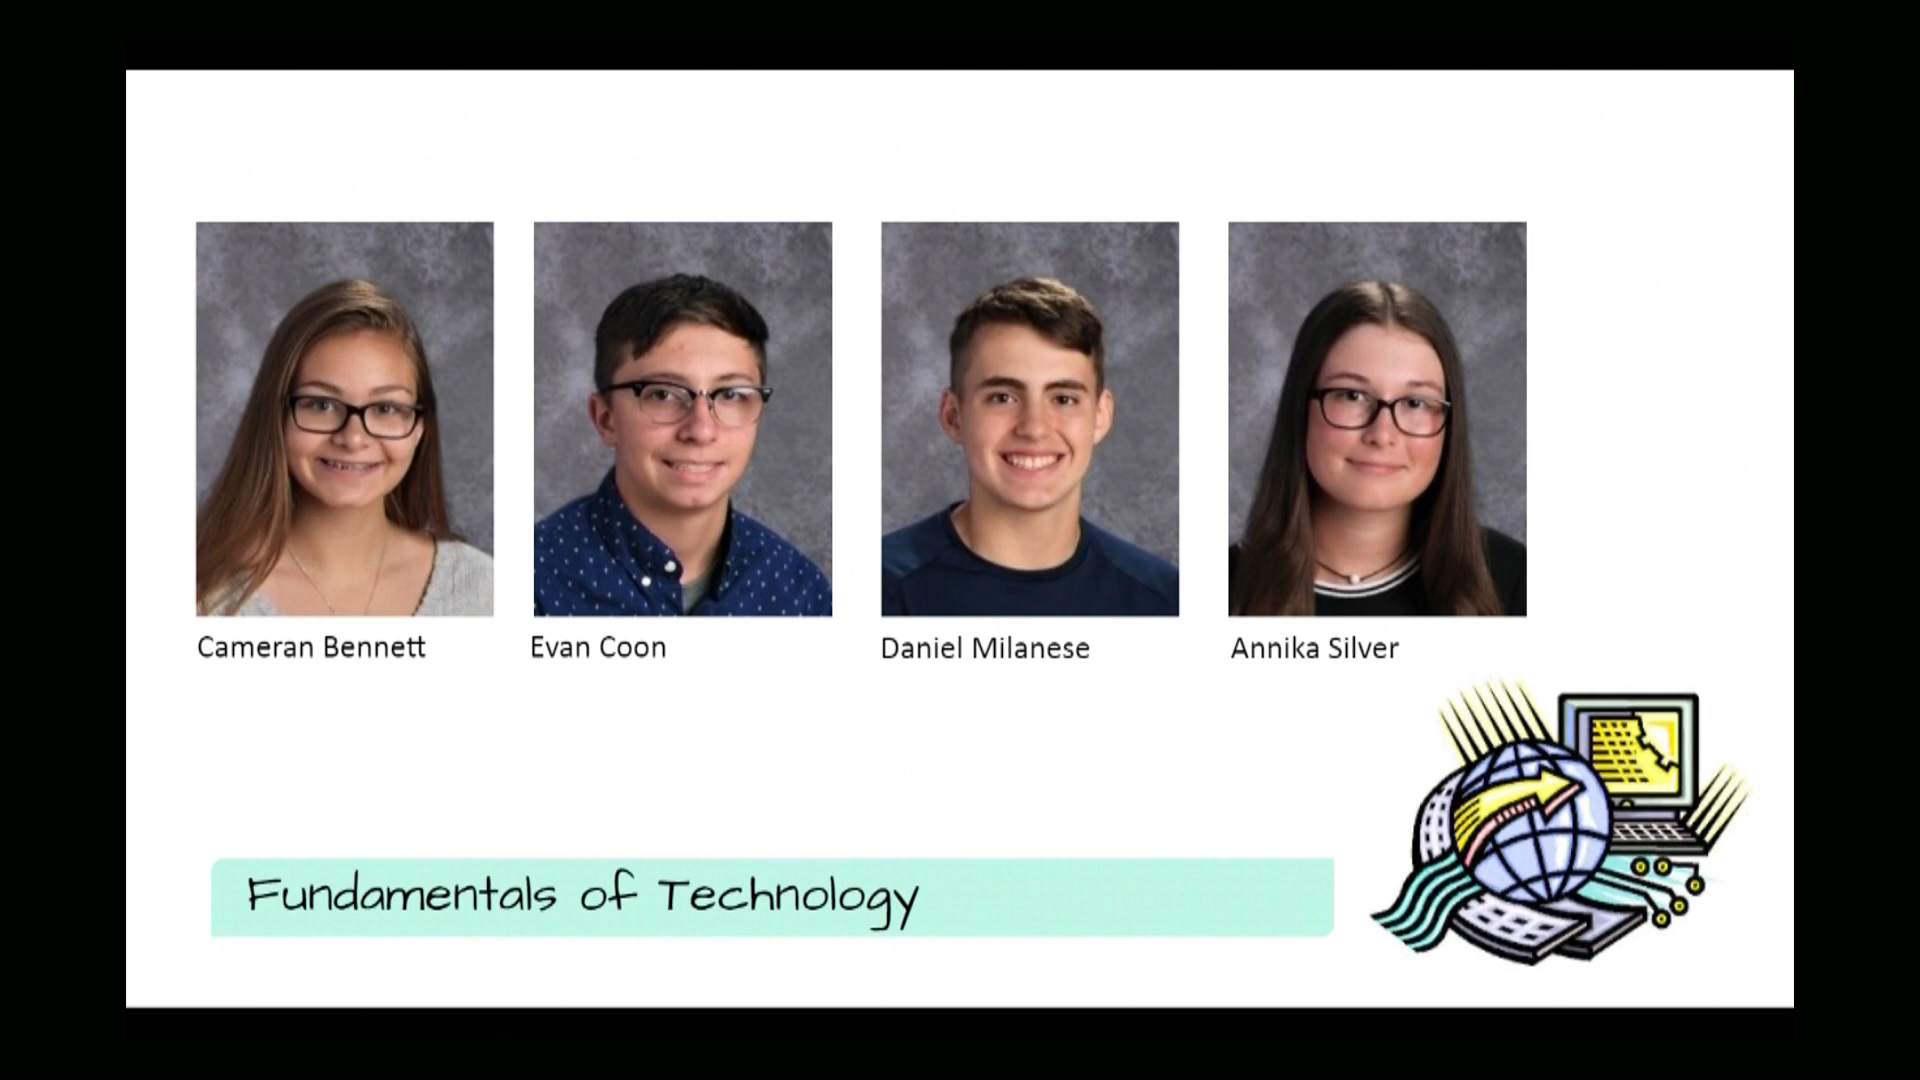 Cameran Bennett
Evan Coon
Daniel Milanese
Annika Silver
Fundamentals of Technology